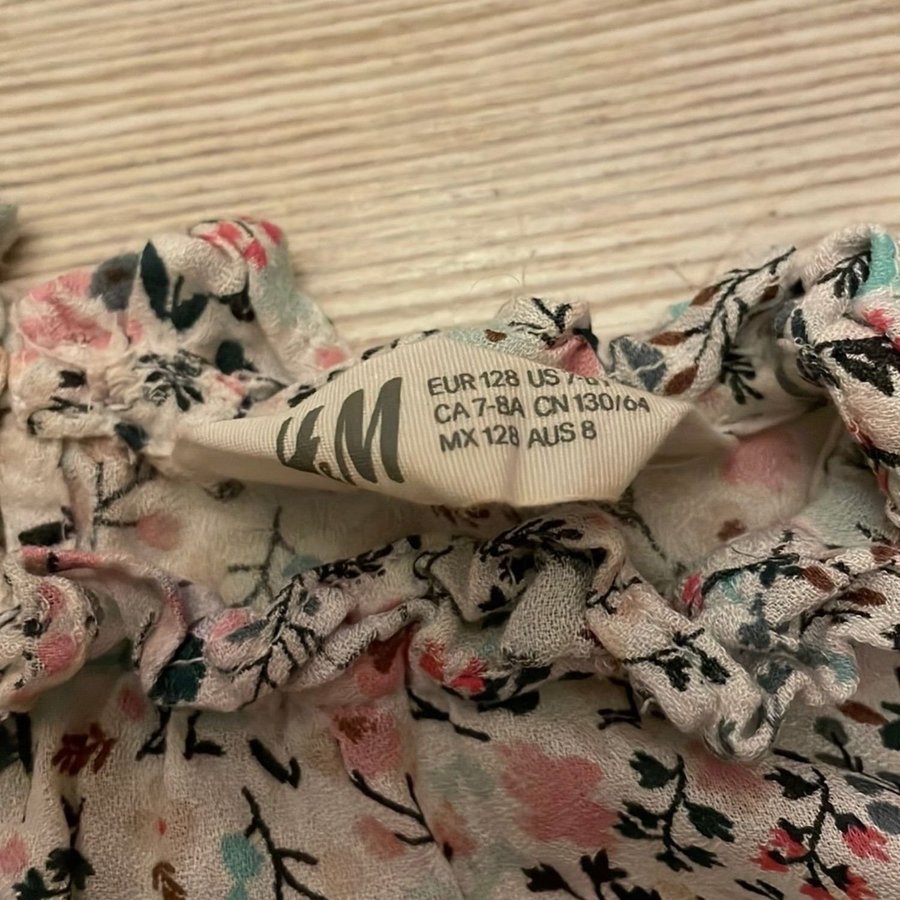 H&M
EUR 128 US
CA 7-8A CN 130/64
MX 128 AUS 8